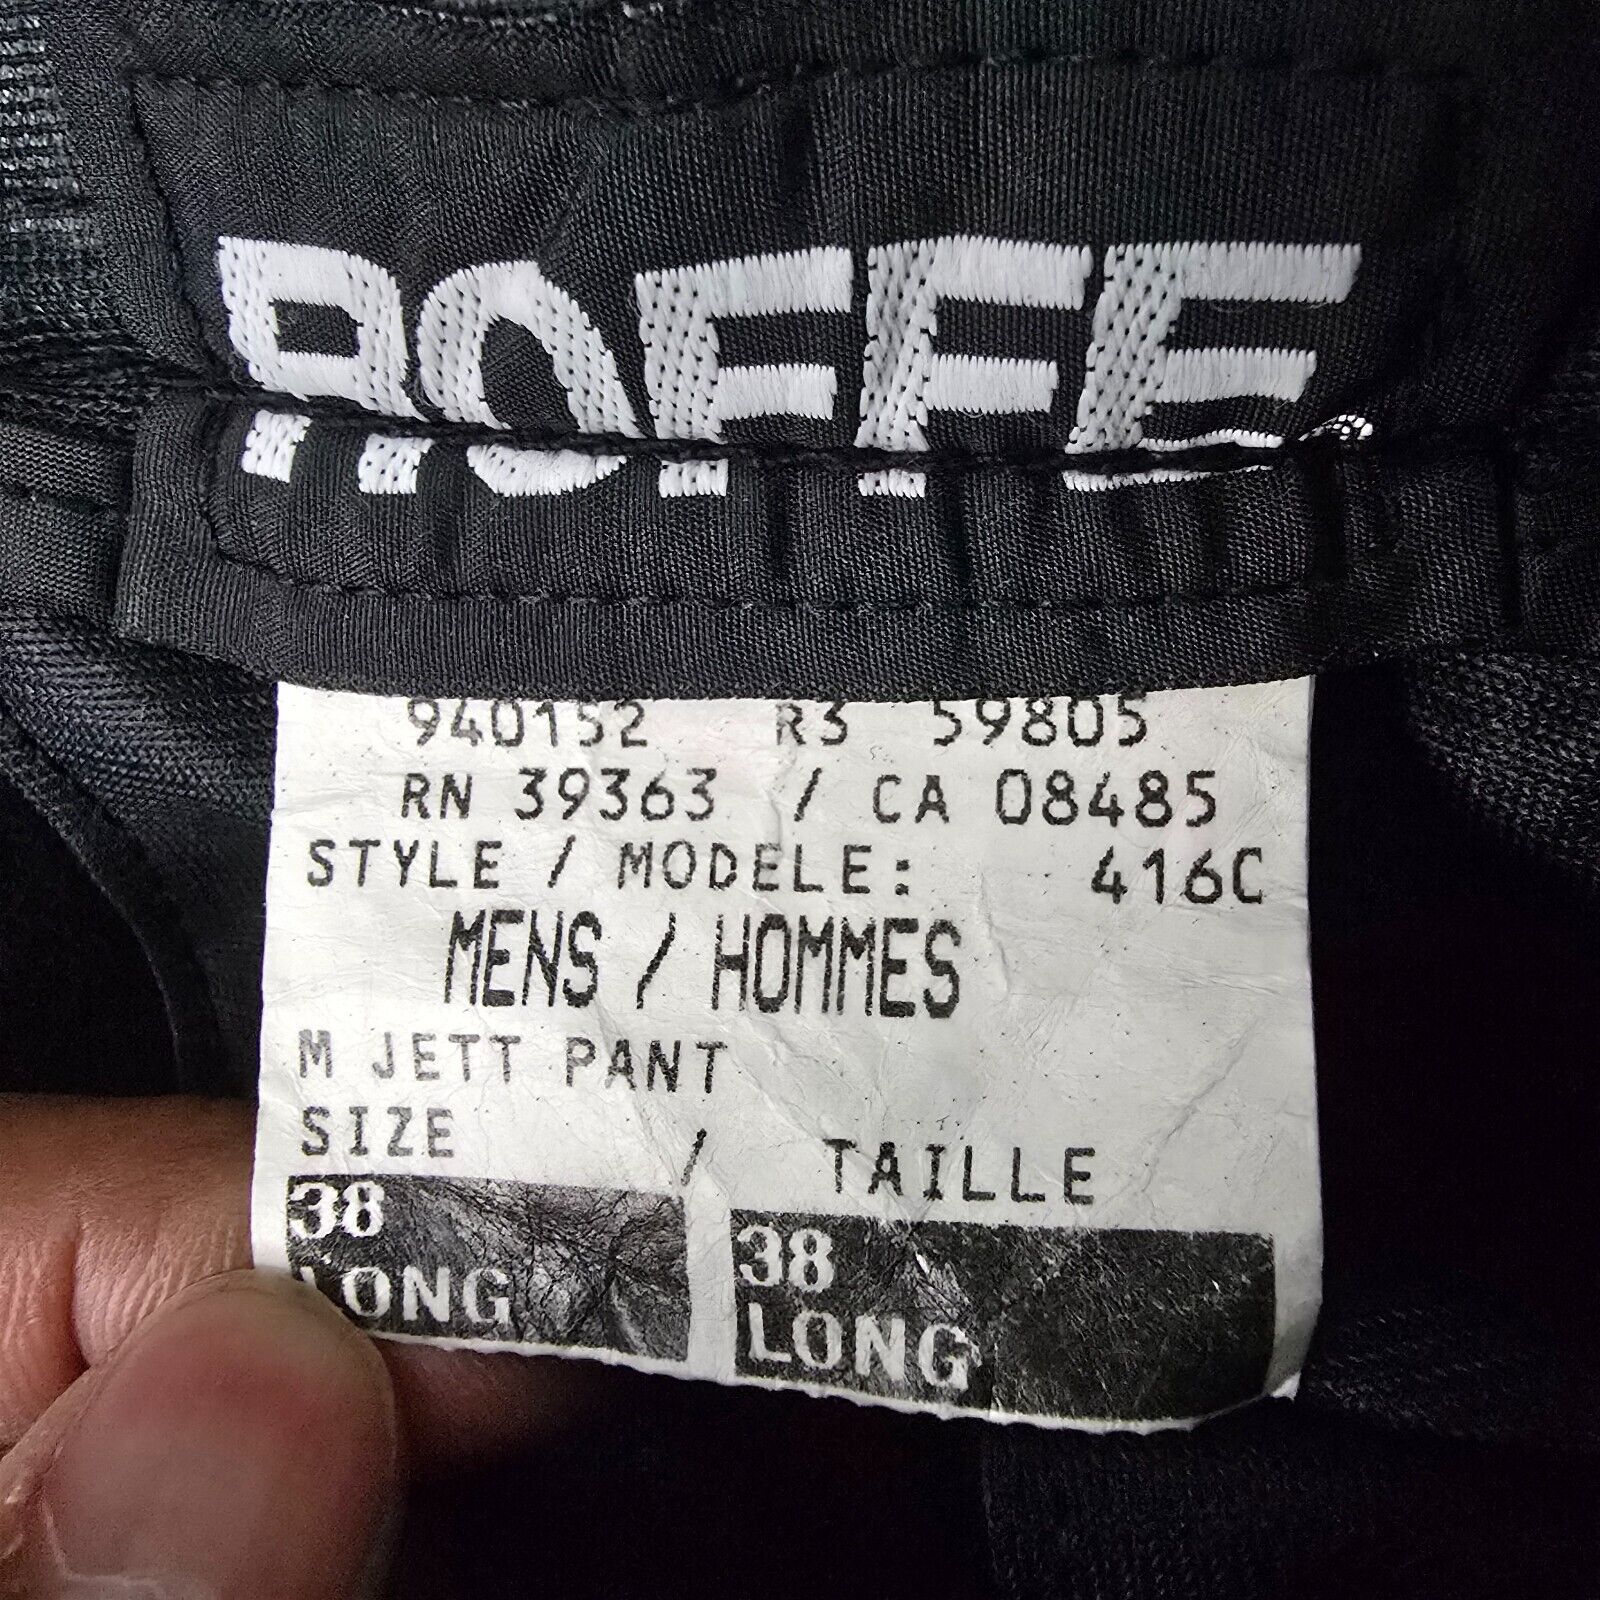 ROFFE
940152 R3 59805
RN 39363 / CA 08485
STYLE / MODELE: 416C
MENS / HOMMES
M JETT PANT
SIZE / TAILLE
38 38
LONG LONG